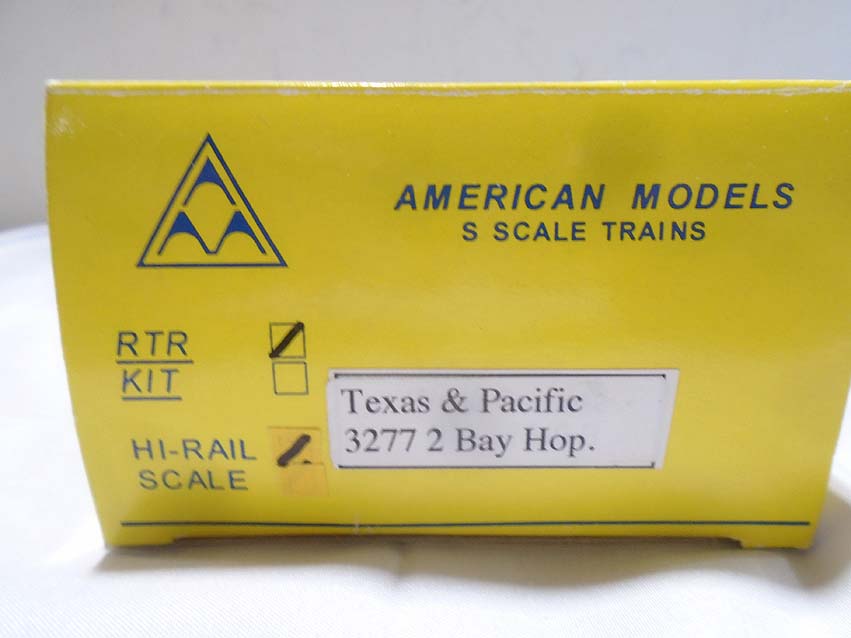 AMERICAN MODELS
S SCALE TRAINS
RTR
KIT
HI-RAIL
SCALE
Texas & Pacific
3277 2 Bay Hop.